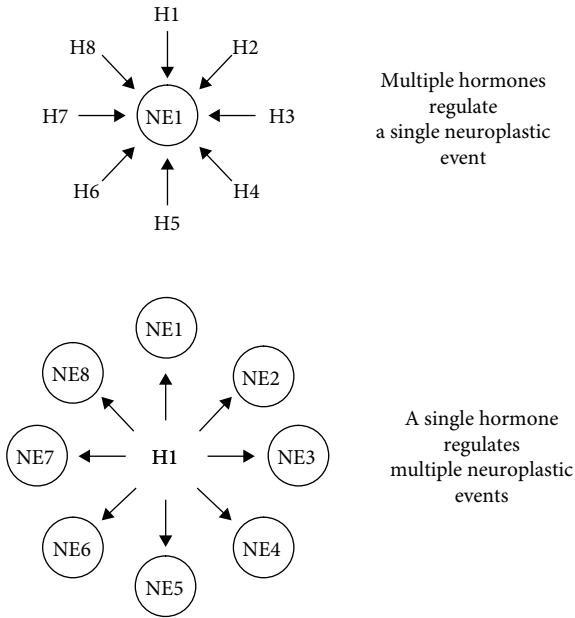 H1
H8
H2
H7
NE1
H3
H6
H4
H5
Multiple hormones
regulate
a single neuroplastic
event
NE1
NE8
NE2
NE7
H1
NE3
NE6
NE4
NE5
A single hormone
regulates
multiple neuroplastic
events